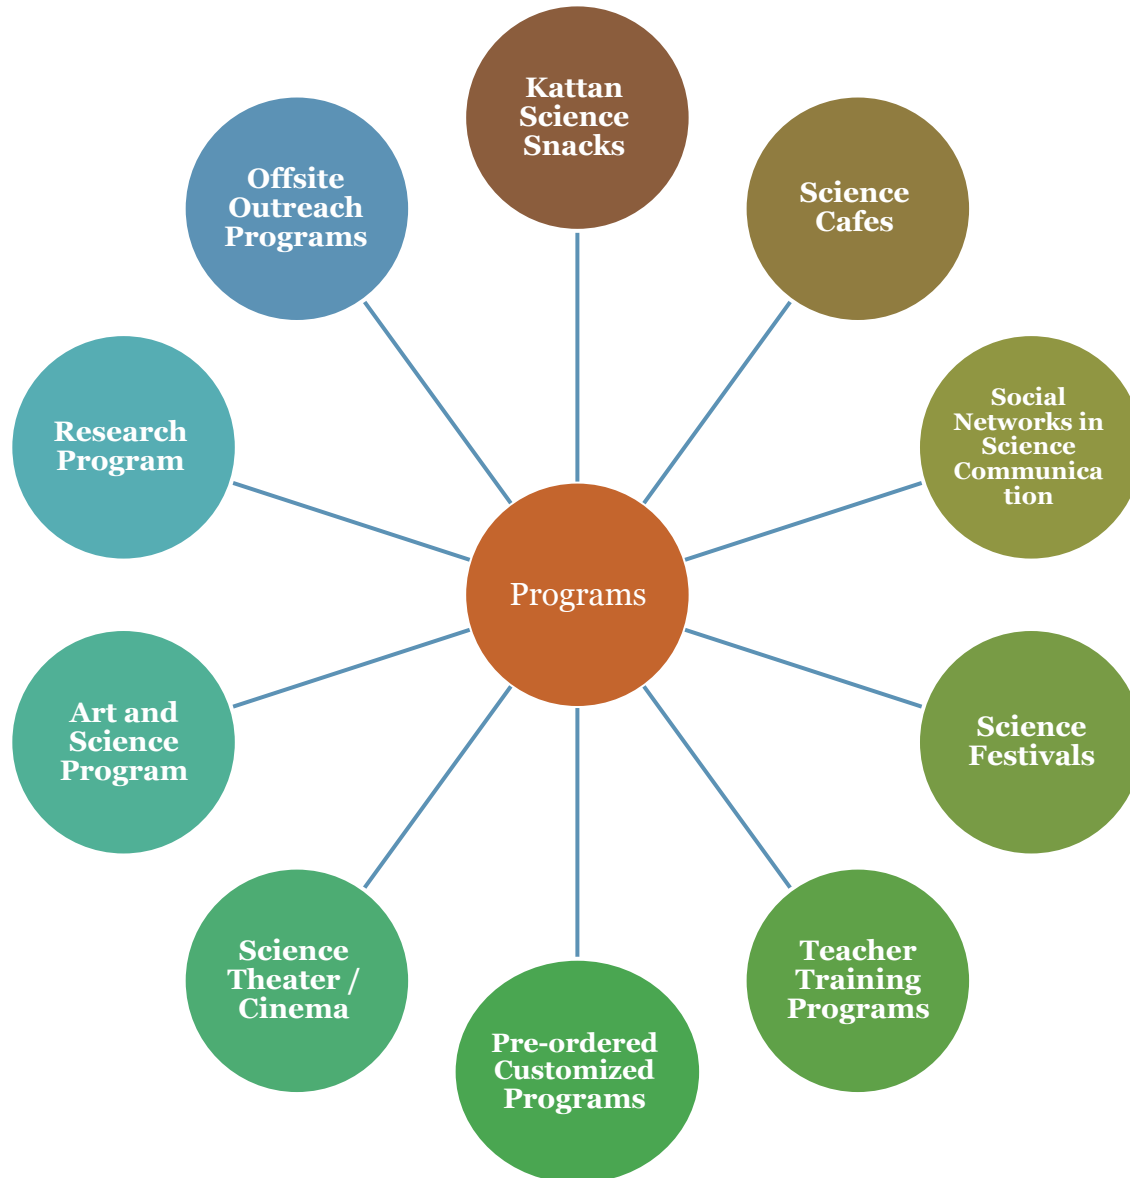 Kattan
Science
Snacks
Science
Cafes
Social
Networks in
Science
Communica
tion
Science
Festivals
Teacher
Training
Programs
Pre-ordered
Customized
Programs
Science
Theater /
Cinema
Art and
Science
Program
Research
Program
Offsite
Outreach
Programs
Programs